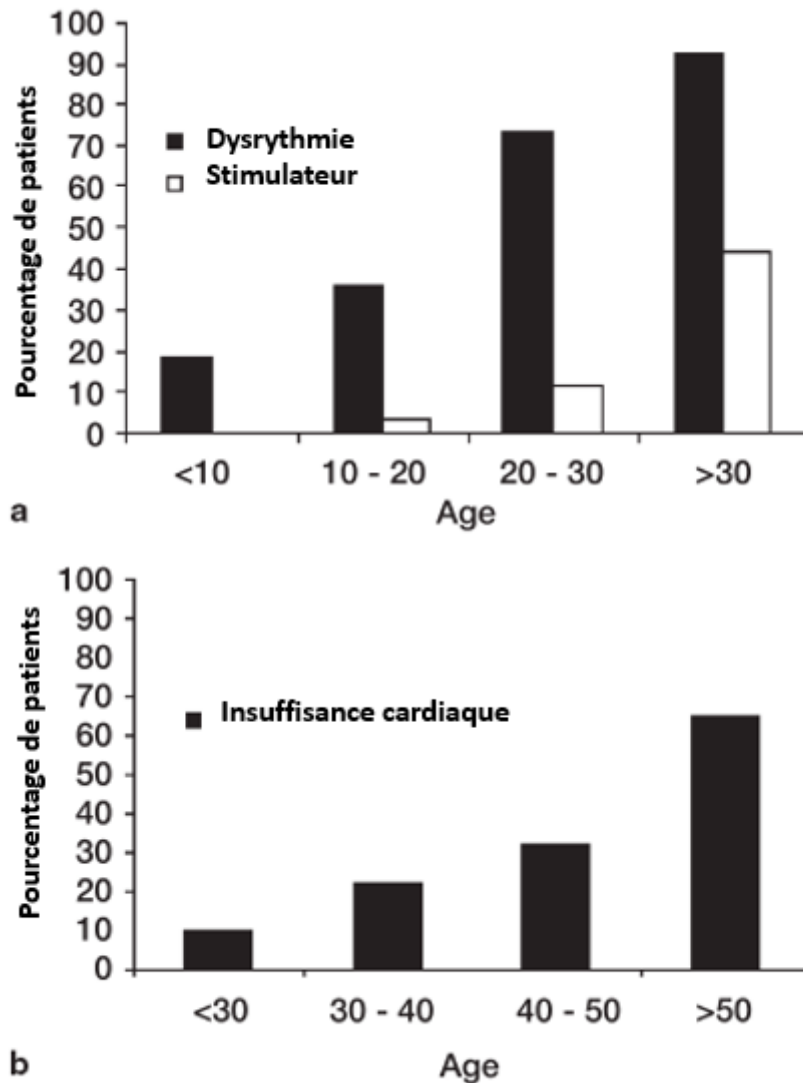 100
90
80
70
60
50
40
30
20
10
0
Pourcentage de patients
Dysrythmie
Stimulateur
<10 10 - 20 20 - 30 >30
Age
a
100
90
80
70
60
50
40
30
20
10
0
Pourcentage de patients
Insuffisance cardiaque
<30 30 - 40 40 - 50 >50
Age
b